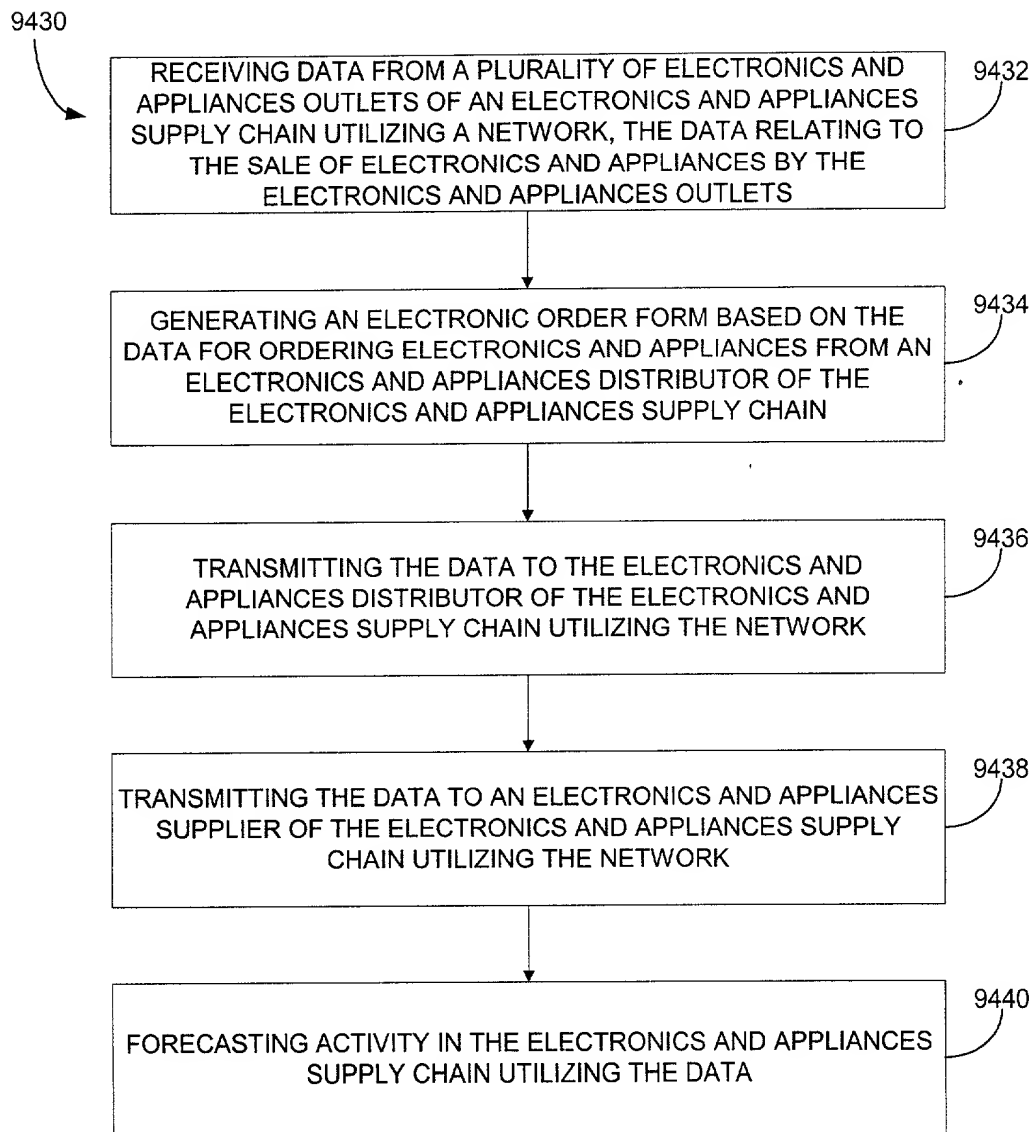 9430
RECEIVING DATA FROM A PLURALITY OF ELECTRONICS AND
APPLIANCES OUTLETS OF AN ELECTRONICS AND APPLIANCES
SUPPLY CHAIN UTILIZING A NETWORK, THE DATA RELATING TO
THE SALE OF ELECTRONICS AND APPLIANCES BY THE
ELECTRONICS AND APPLIANCES OUTLETS
9432
GENERATING AN ELECTRONIC ORDER FORM BASED ON THE
DATA FOR ORDERING ELECTRONICS AND APPLIANCES FROM AN
ELECTRONICS AND APPLIANCES DISTRIBUTOR OF THE
ELECTRONICS AND APPLIANCES SUPPLY CHAIN
9434
TRANSMITTING THE DATA TO THE ELECTRONICS AND
APPLIANCES DISTRIBUTOR OF THE ELECTRONICS AND
APPLIANCES SUPPLY CHAIN UTILIZING THE NETWORK
9436
TRANSMITTING THE DATA TO AN ELECTRONICS AND APPLIANCES
SUPPLIER OF THE ELECTRONICS AND APPLIANCES SUPPLY
CHAIN UTILIZING THE NETWORK
9438
FORECASTING ACTIVITY IN THE ELECTRONICS AND APPLIANCES
SUPPLY CHAIN UTILIZING THE DATA
9440